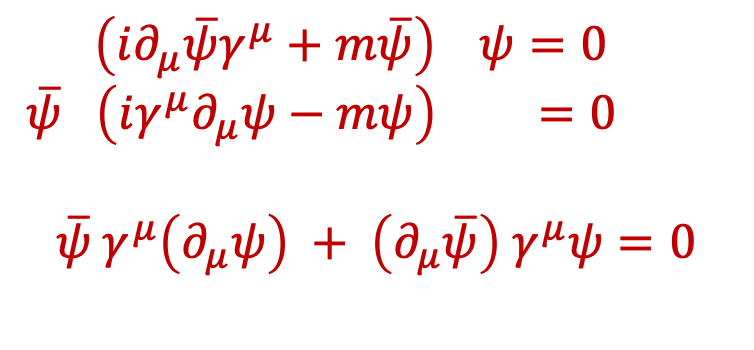 (i∂_μψ̄γ^μ + mψ̄) ψ = 0
ψ̄ (iγ^μ∂_μψ − mψ) = 0
ψ̄ γ^μ(∂_μψ) + (∂_μψ̄) γ^μψ = 0